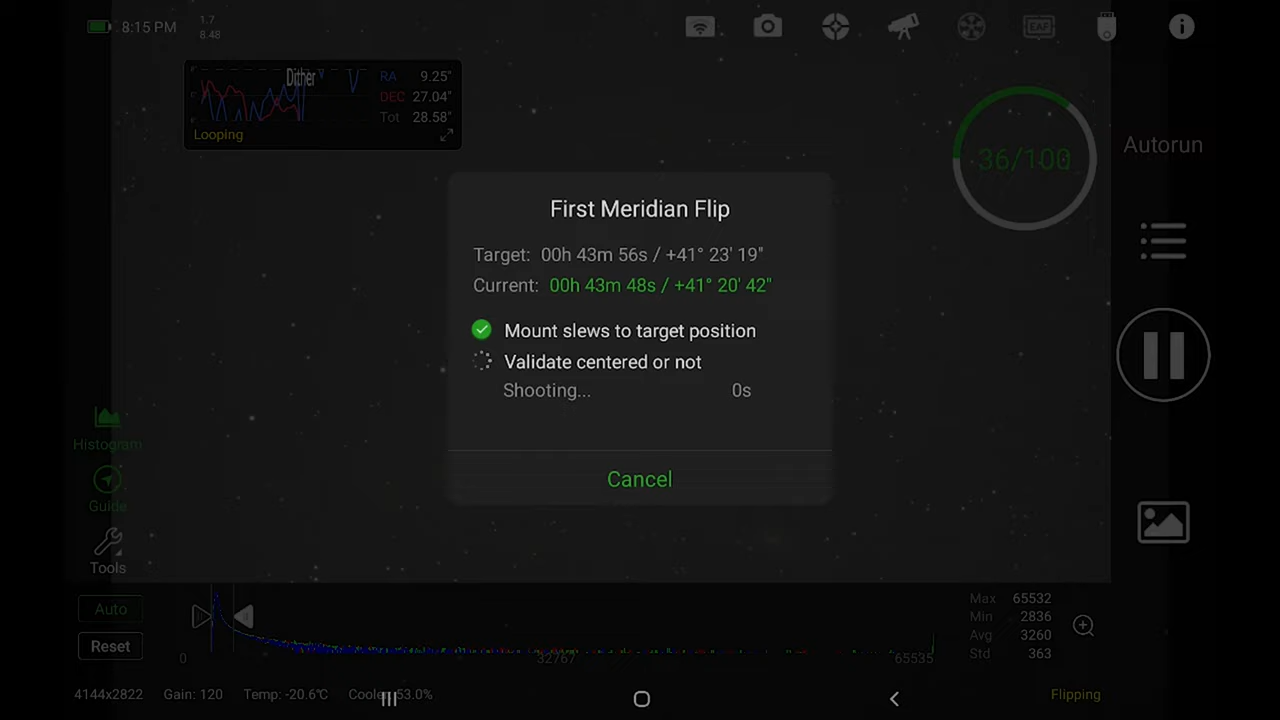 8:15 PM
1.7
8.48
EAF
Dither
RA 9.25"
DEC 27.04"
Tot 28.58"
Looping
36/100
Autorun
First Meridian Flip
Target: 00h 43m 56s / +41° 23' 19"
Current: 00h 43m 48s / +41° 20' 42"
Mount slews to target position
Validate centered or not
Shooting... 0s
Cancel
Histogram
Guide
Tools
Auto
Reset
0 32767 65535
Max 65532
Min 2836
Avg 3260
Std 363
4144x2822 Gain: 120 Temp: -20.6℃ Cooler 53.0% Flipping